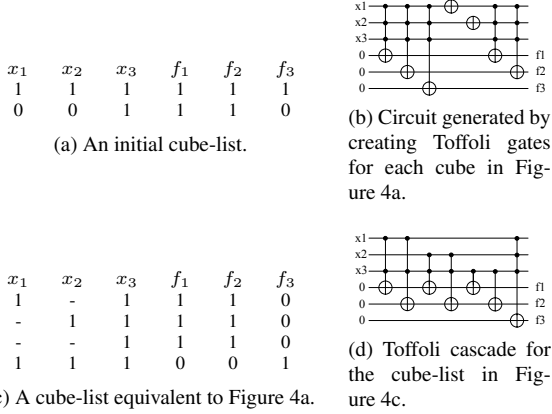 x1 x2 x3 f1 f2 f3
1 1 1 1 1 1
0 0 1 1 1 0
(a) An initial cube-list.
x1
x2
x3
0 f1
0 f2
0 f3
(b) Circuit generated by
creating Toffoli gates
for each cube in Fig-
ure 4a.
x1 x2 x3 f1 f2 f3
1 - 1 1 1 0
- 1 1 1 1 0
- - 1 1 1 0
1 1 1 0 0 1
) A cube-list equivalent to Figure 4a.
x1
x2
x3
0 f1
0 f2
0 f3
(d) Toffoli cascade for
the cube-list in Fig-
ure 4c.